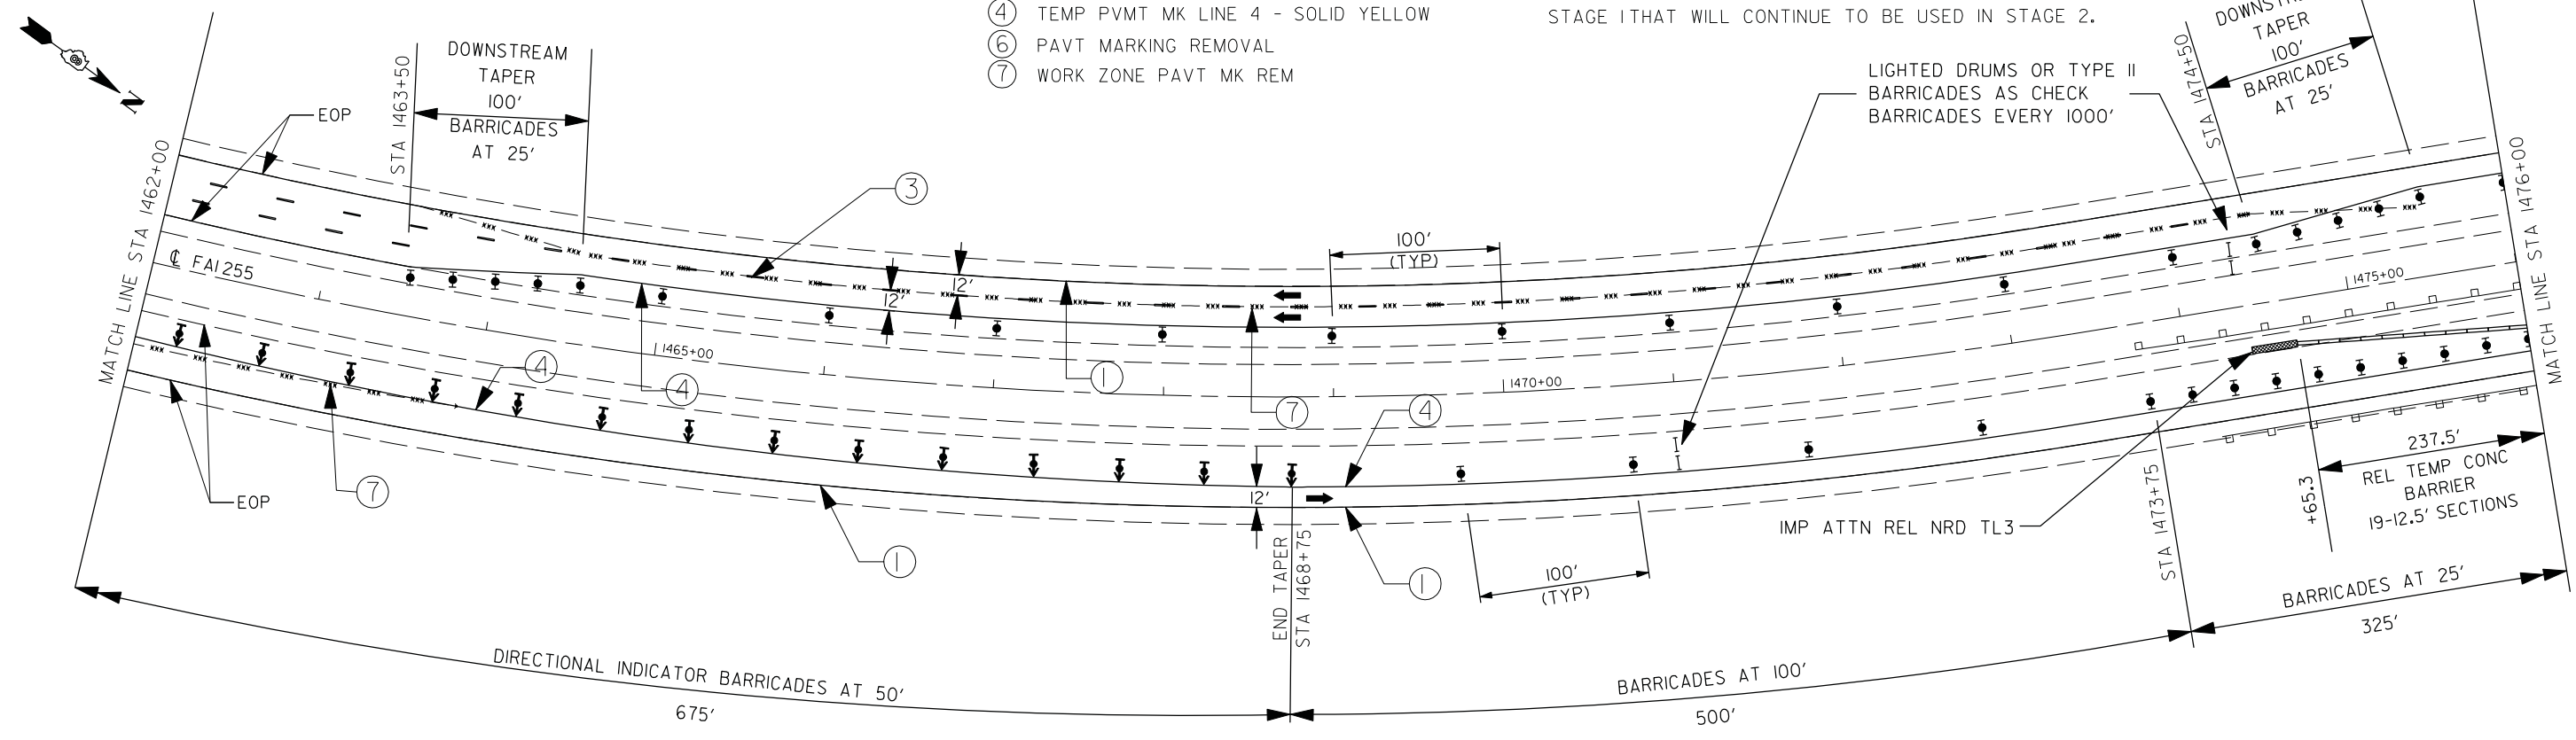 ④ TEMP PVMT MK LINE 4 - SOLID YELLOW
⑥ PAVT MARKING REMOVAL
⑦ WORK ZONE PAVT MK REM
STAGE 1 THAT WILL CONTINUE TO BE USED IN STAGE 2.
N
MATCH LINE STA 1462+00
EOP
STA 1463+50
DOWNSTREAM
TAPER
100'
BARRICADES
AT 25'
③
LIGHTED DRUMS OR TYPE II
BARRICADES AS CHECK
BARRICADES EVERY 1000'
STA 1474+50
TAPER
100'
BARRICADES
AT 25'
MATCH LINE STA 1476+00
℄ FAI 255
12'
12'
100'
(TYP)
1465+00
1470+00
1475+00
④
④
①
⑦
④
EOP
⑦
①
12'
①
END TAPER
STA 1468+75
100'
(TYP)
IMP ATTN REL NRD TL3
STA 1473+75
+65.3
237.5'
REL TEMP CONC
BARRIER
19-12.5' SECTIONS
DIRECTIONAL INDICATOR BARRICADES AT 50'
675'
BARRICADES AT 100'
500'
BARRICADES AT 25'
325'